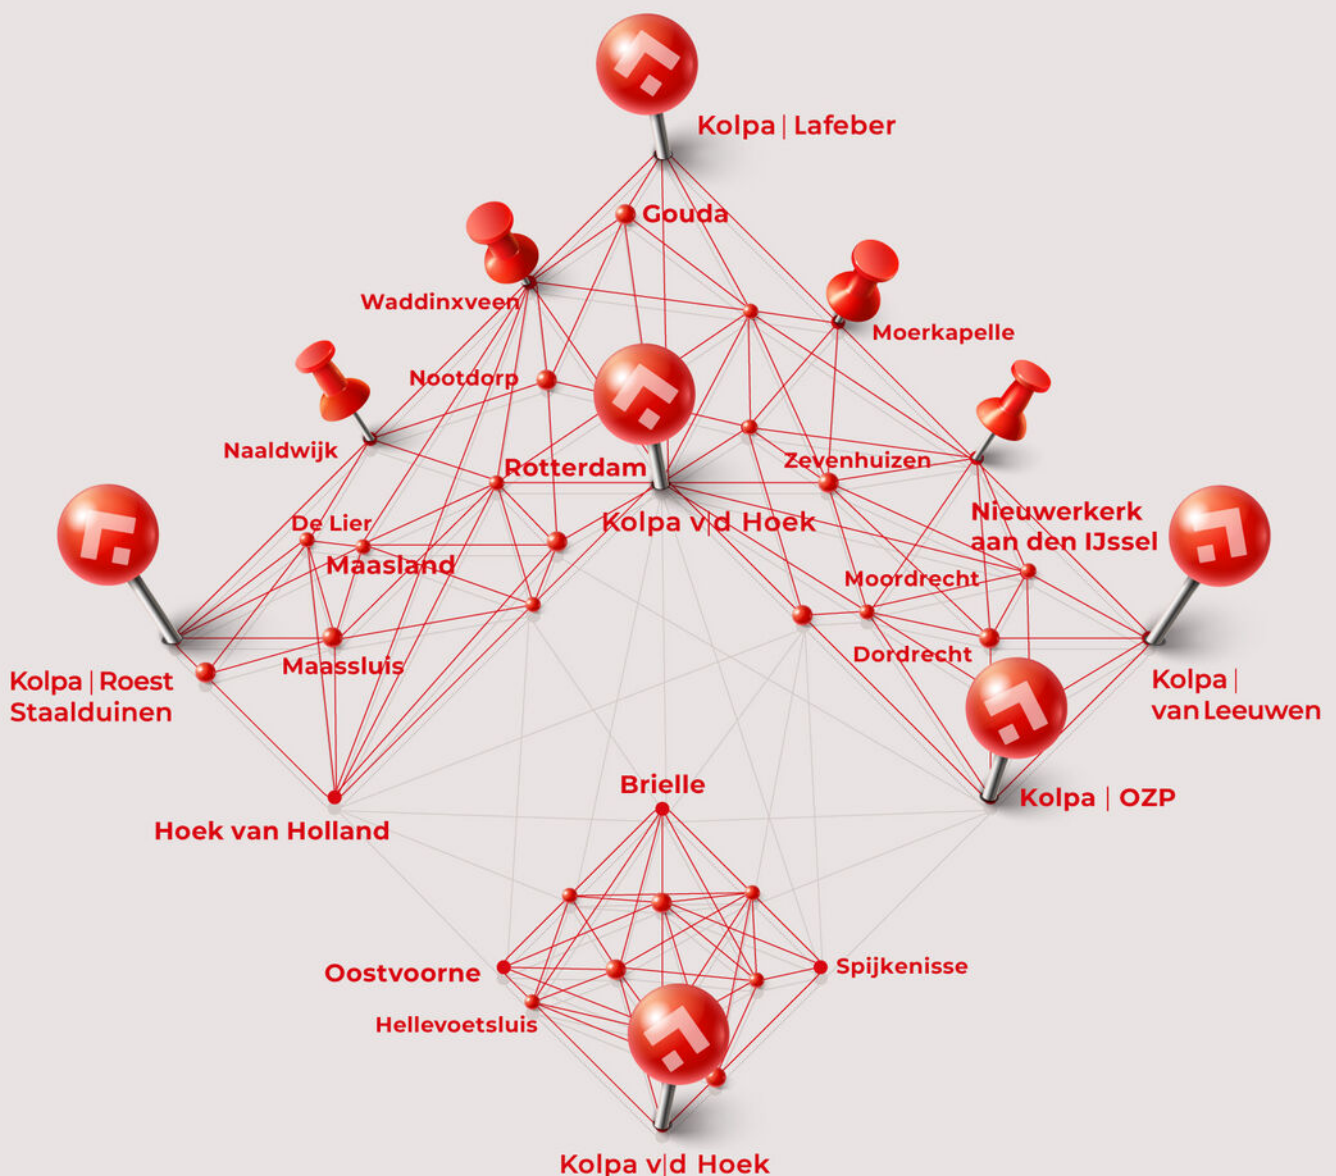 Kolpa | Lafeber
Gouda
Waddinxveen
Moerkapelle
Nootdorp
Naaldwijk
Rotterdam
Zevenhuizen
Kolpa v|d Hoek
De Lier
Maasland
Nieuwerkerk
aan den IJssel
Moordrecht
Maassluis
Dordrecht
Kolpa | Roest
Staalduinen
Kolpa |
van Leeuwen
Kolpa | OZP
Brielle
Hoek van Holland
Oostvoorne
Spijkenisse
Hellevoetsluis
Kolpa v|d Hoek